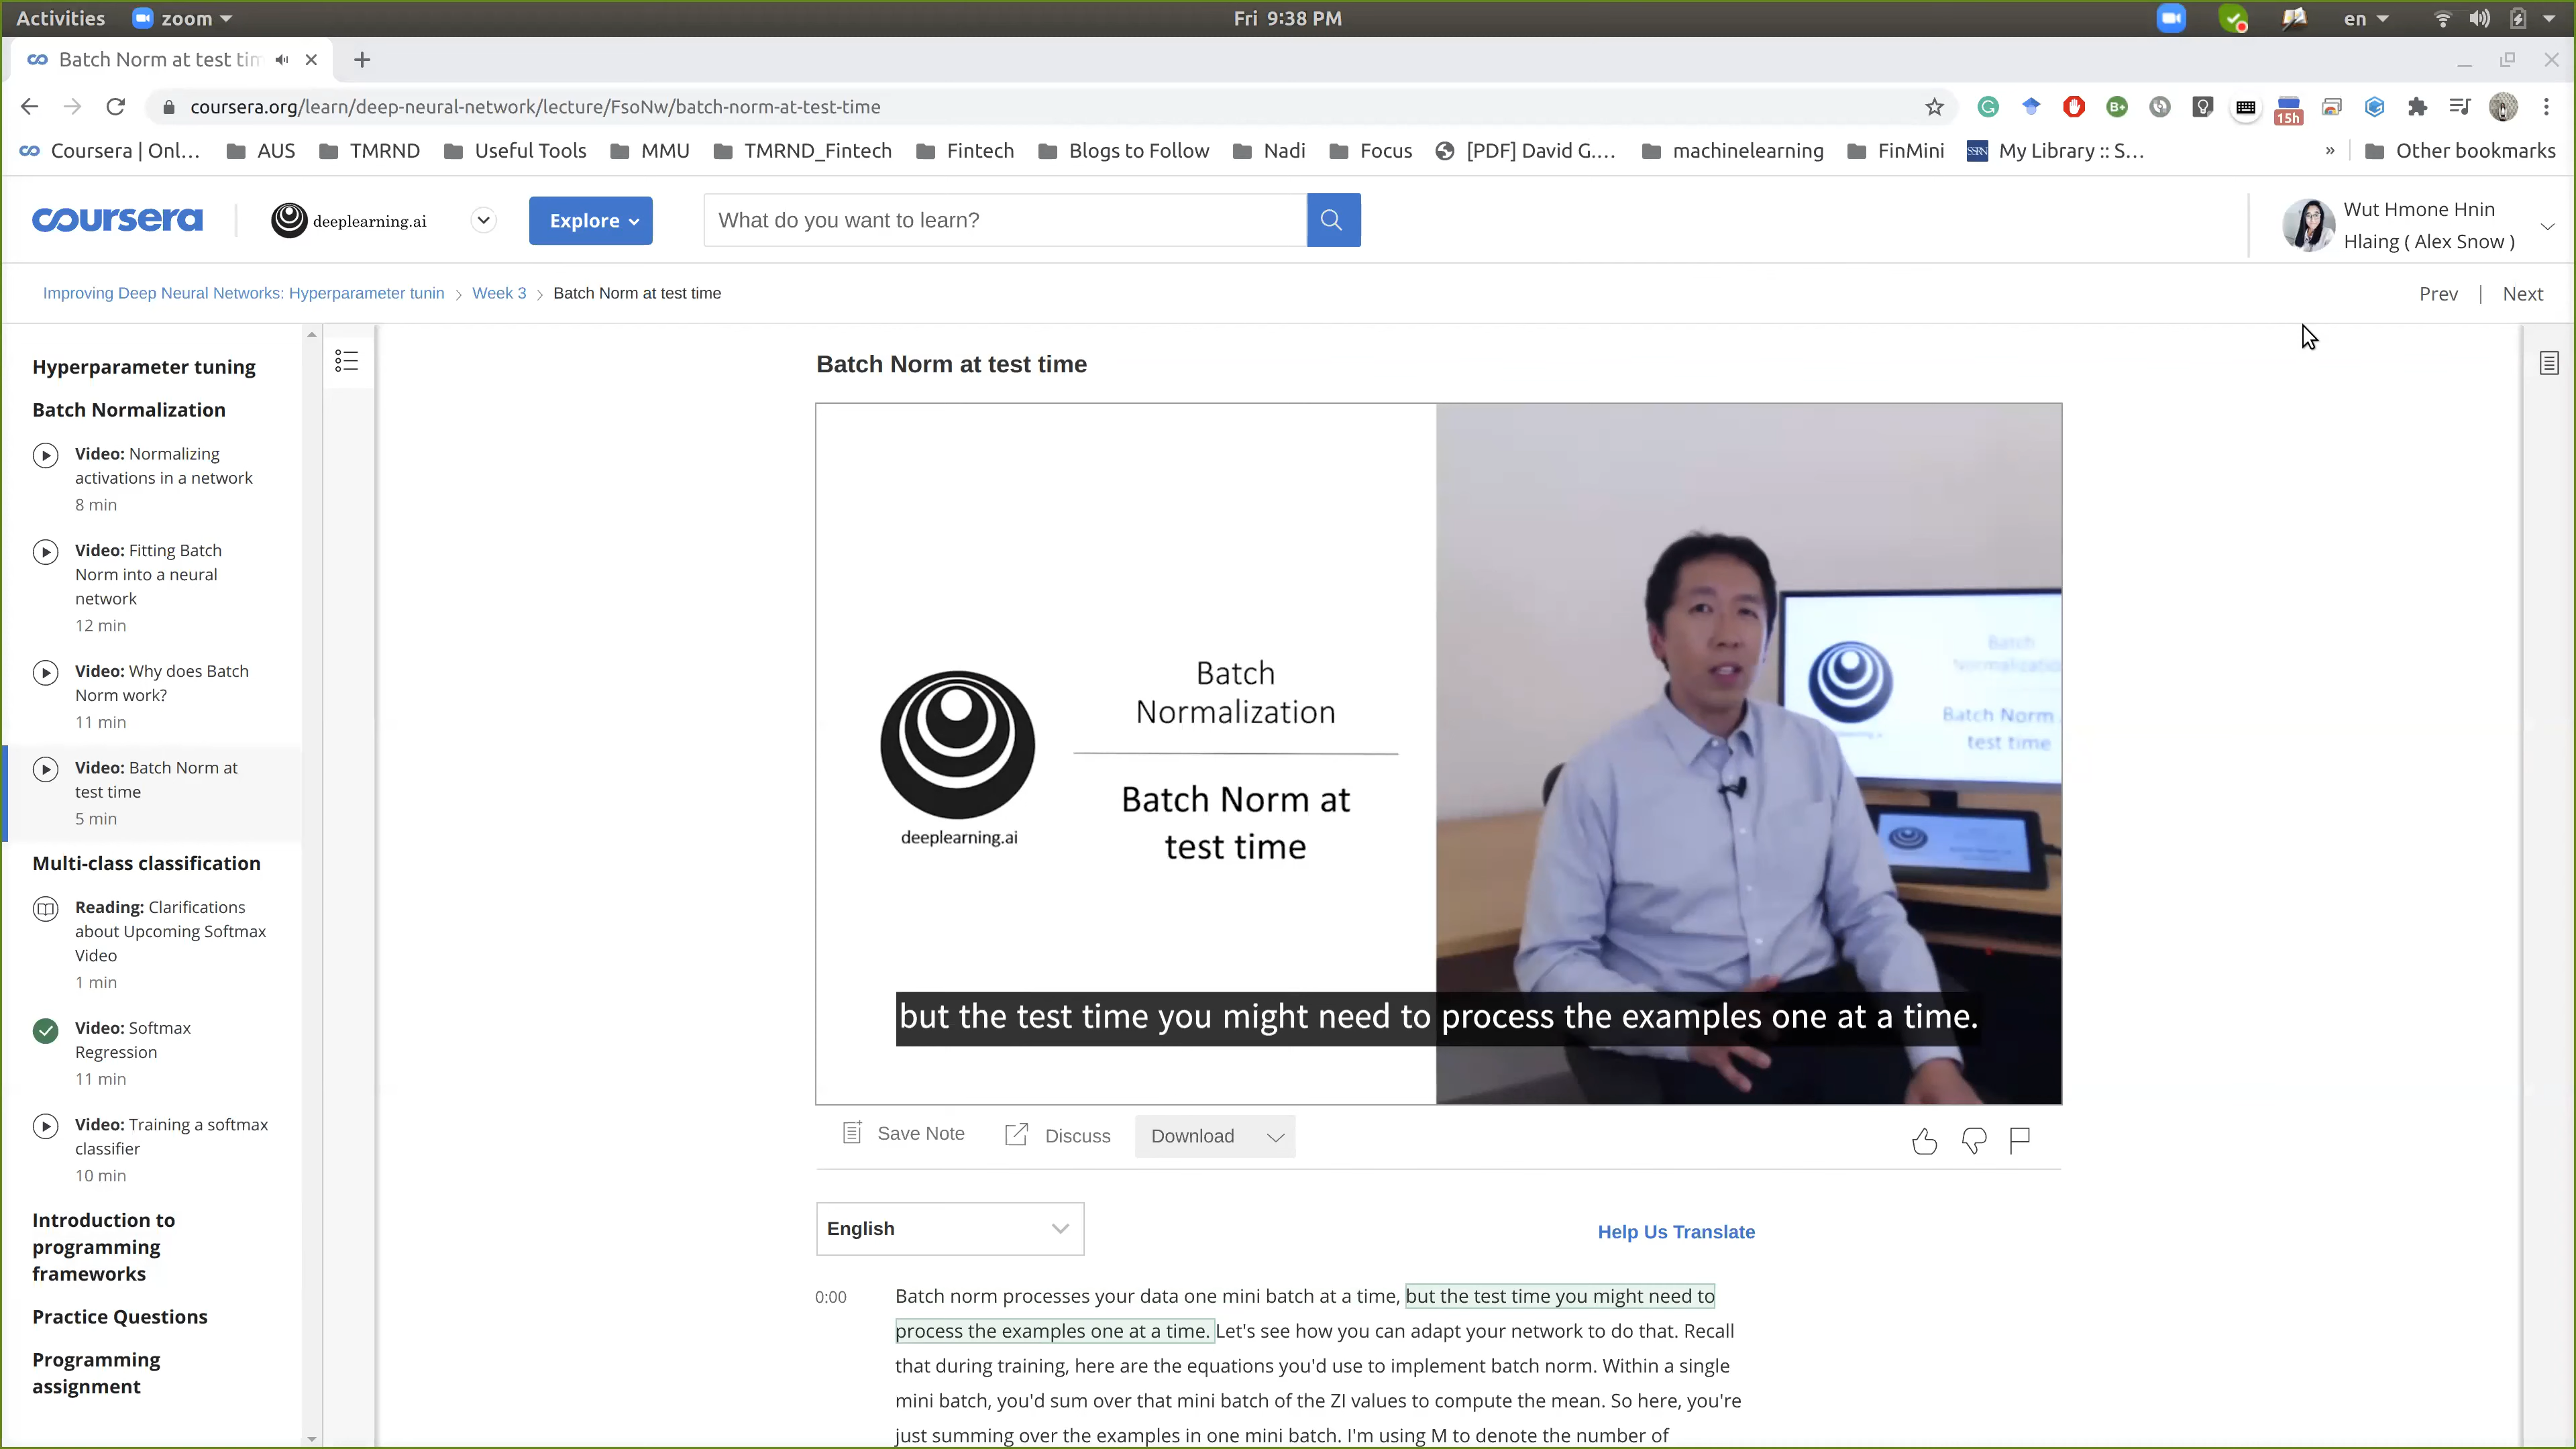 Activities zoom Fri 9:38 PM en
Batch Norm at test tim
coursera.org/learn/deep-neural-network/lecture/FsoNw/batch-norm-at-test-time
15h
Coursera | Onl... AUS TMRND Useful Tools MMU TMRND_Fintech Fintech Blogs to Follow Nadi Focus [PDF] David G.... machinelearning FinMini SSRN My Library :: S... » Other bookmarks
coursera deeplearning.ai Explore What do you want to learn?
Wut Hmone Hnin
Hlaing ( Alex Snow )
Improving Deep Neural Networks: Hyperparameter tunin > Week 3 > Batch Norm at test time
Prev | Next
Hyperparameter tuning
Batch Normalization
Video: Normalizing
activations in a network
8 min
Video: Fitting Batch
Norm into a neural
network
12 min
Video: Why does Batch
Norm work?
11 min
Video: Batch Norm at
test time
5 min
Multi-class classification
Reading: Clarifications
about Upcoming Softmax
Video
1 min
Video: Softmax
Regression
11 min
Video: Training a softmax
classifier
10 min
Introduction to
programming
frameworks
Practice Questions
Programming
assignment
Batch Norm at test time
deeplearning.ai
Batch
Normalization
Batch Norm at
test time
Batch
Normalizatio
Batch Norm
test time
but the test time you might need to process the examples one at a time.
Save Note Discuss Download
English
Help Us Translate
0:00 Batch norm processes your data one mini batch at a time, but the test time you might need to
process the examples one at a time. Let's see how you can adapt your network to do that. Recall
that during training, here are the equations you'd use to implement batch norm. Within a single
mini batch, you'd sum over that mini batch of the ZI values to compute the mean. So here, you're
just summing over the examples in one mini batch. I'm using M to denote the number of